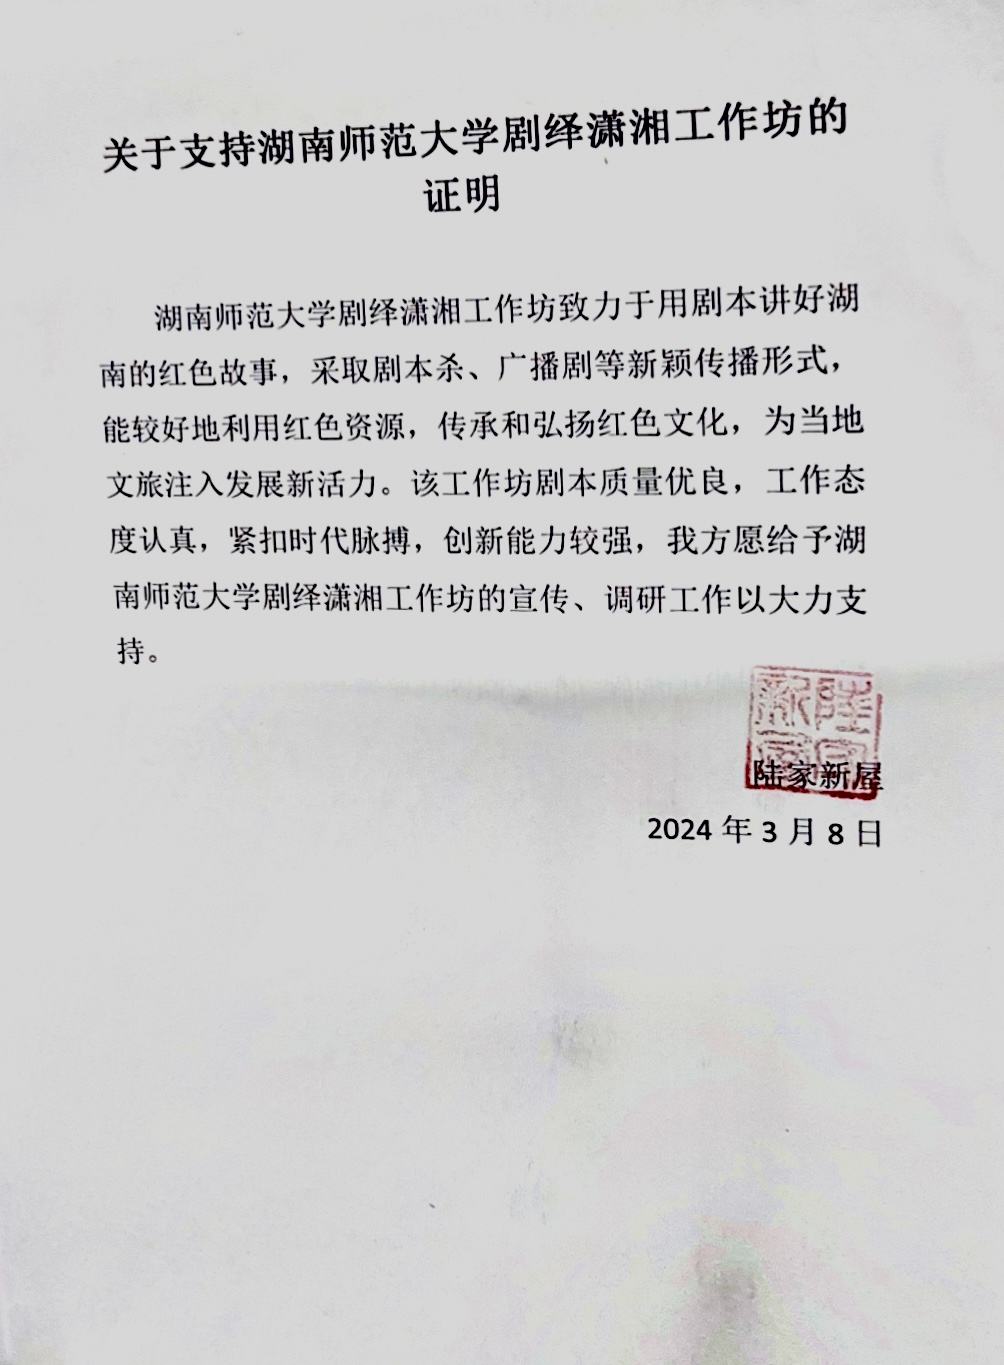 关于支持湖南师范大学剧绎潇湘工作坊的
证明
湖南师范大学剧绎潇湘工作坊致力于用剧本讲好湖
南的红色故事，采取剧本杀、广播剧等新颖传播形式，
能较好地利用红色资源，传承和弘扬红色文化，为当地
文旅注入发展新活力。该工作坊剧本质量优良，工作态
度认真，紧扣时代脉搏，创新能力较强，我方愿给予湖
南师范大学剧绎潇湘工作坊的宣传、调研工作以大力支
持。
陆家新屋
2024 年 3 月 8 日